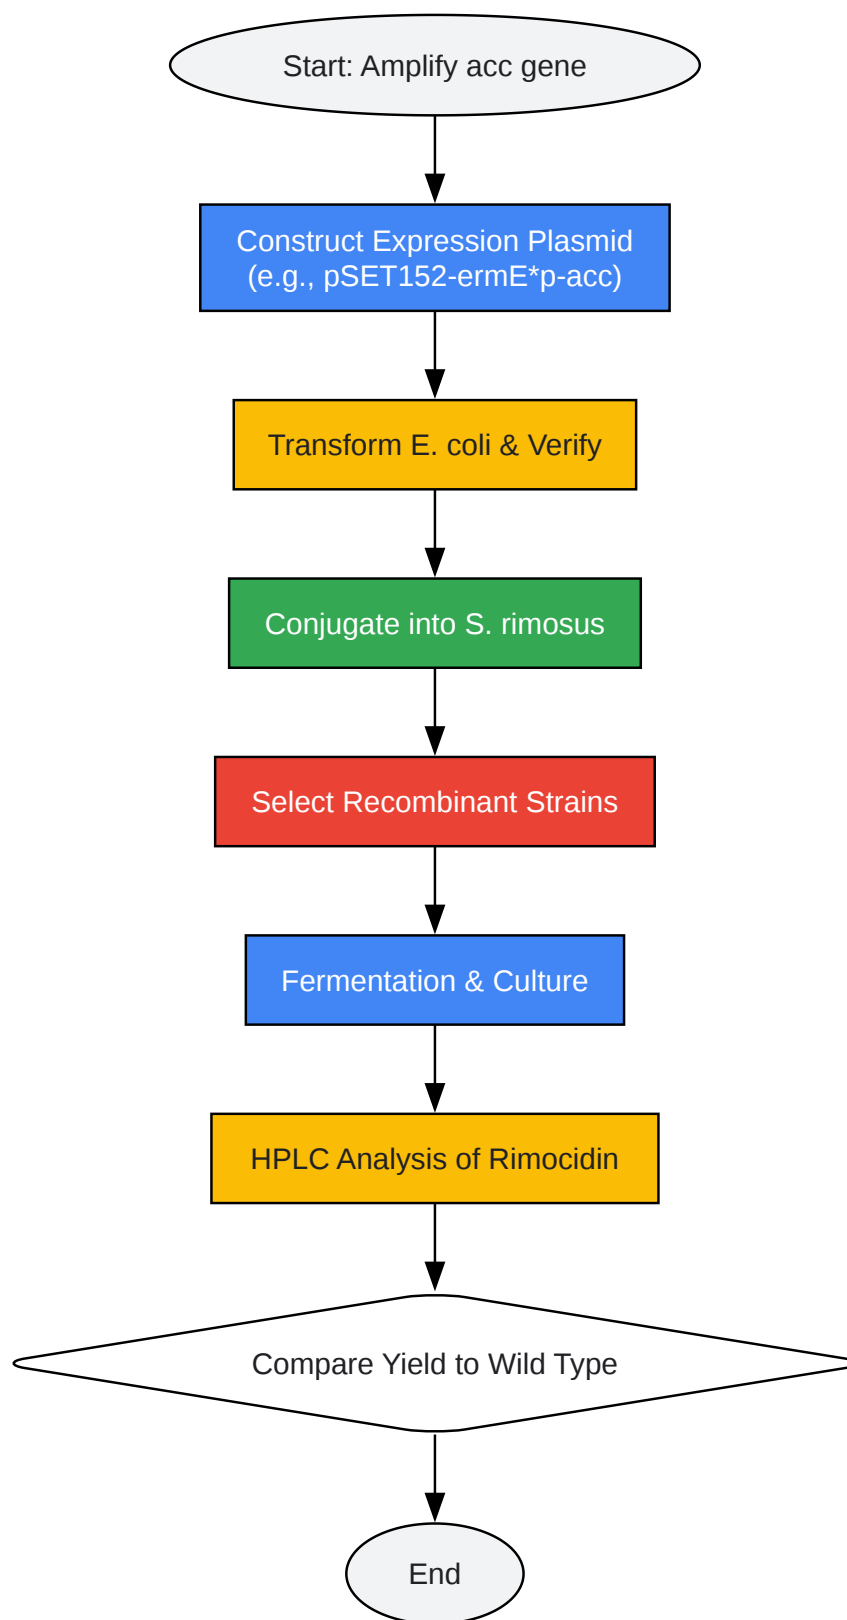 Start: Amplify acc gene
Construct Expression Plasmid
(e.g., pSET152-ermE*p-acc)
Transform E. coli & Verify
Conjugate into S. rimosus
Select Recombinant Strains
Fermentation & Culture
HPLC Analysis of Rimocidin
Compare Yield to Wild Type
End